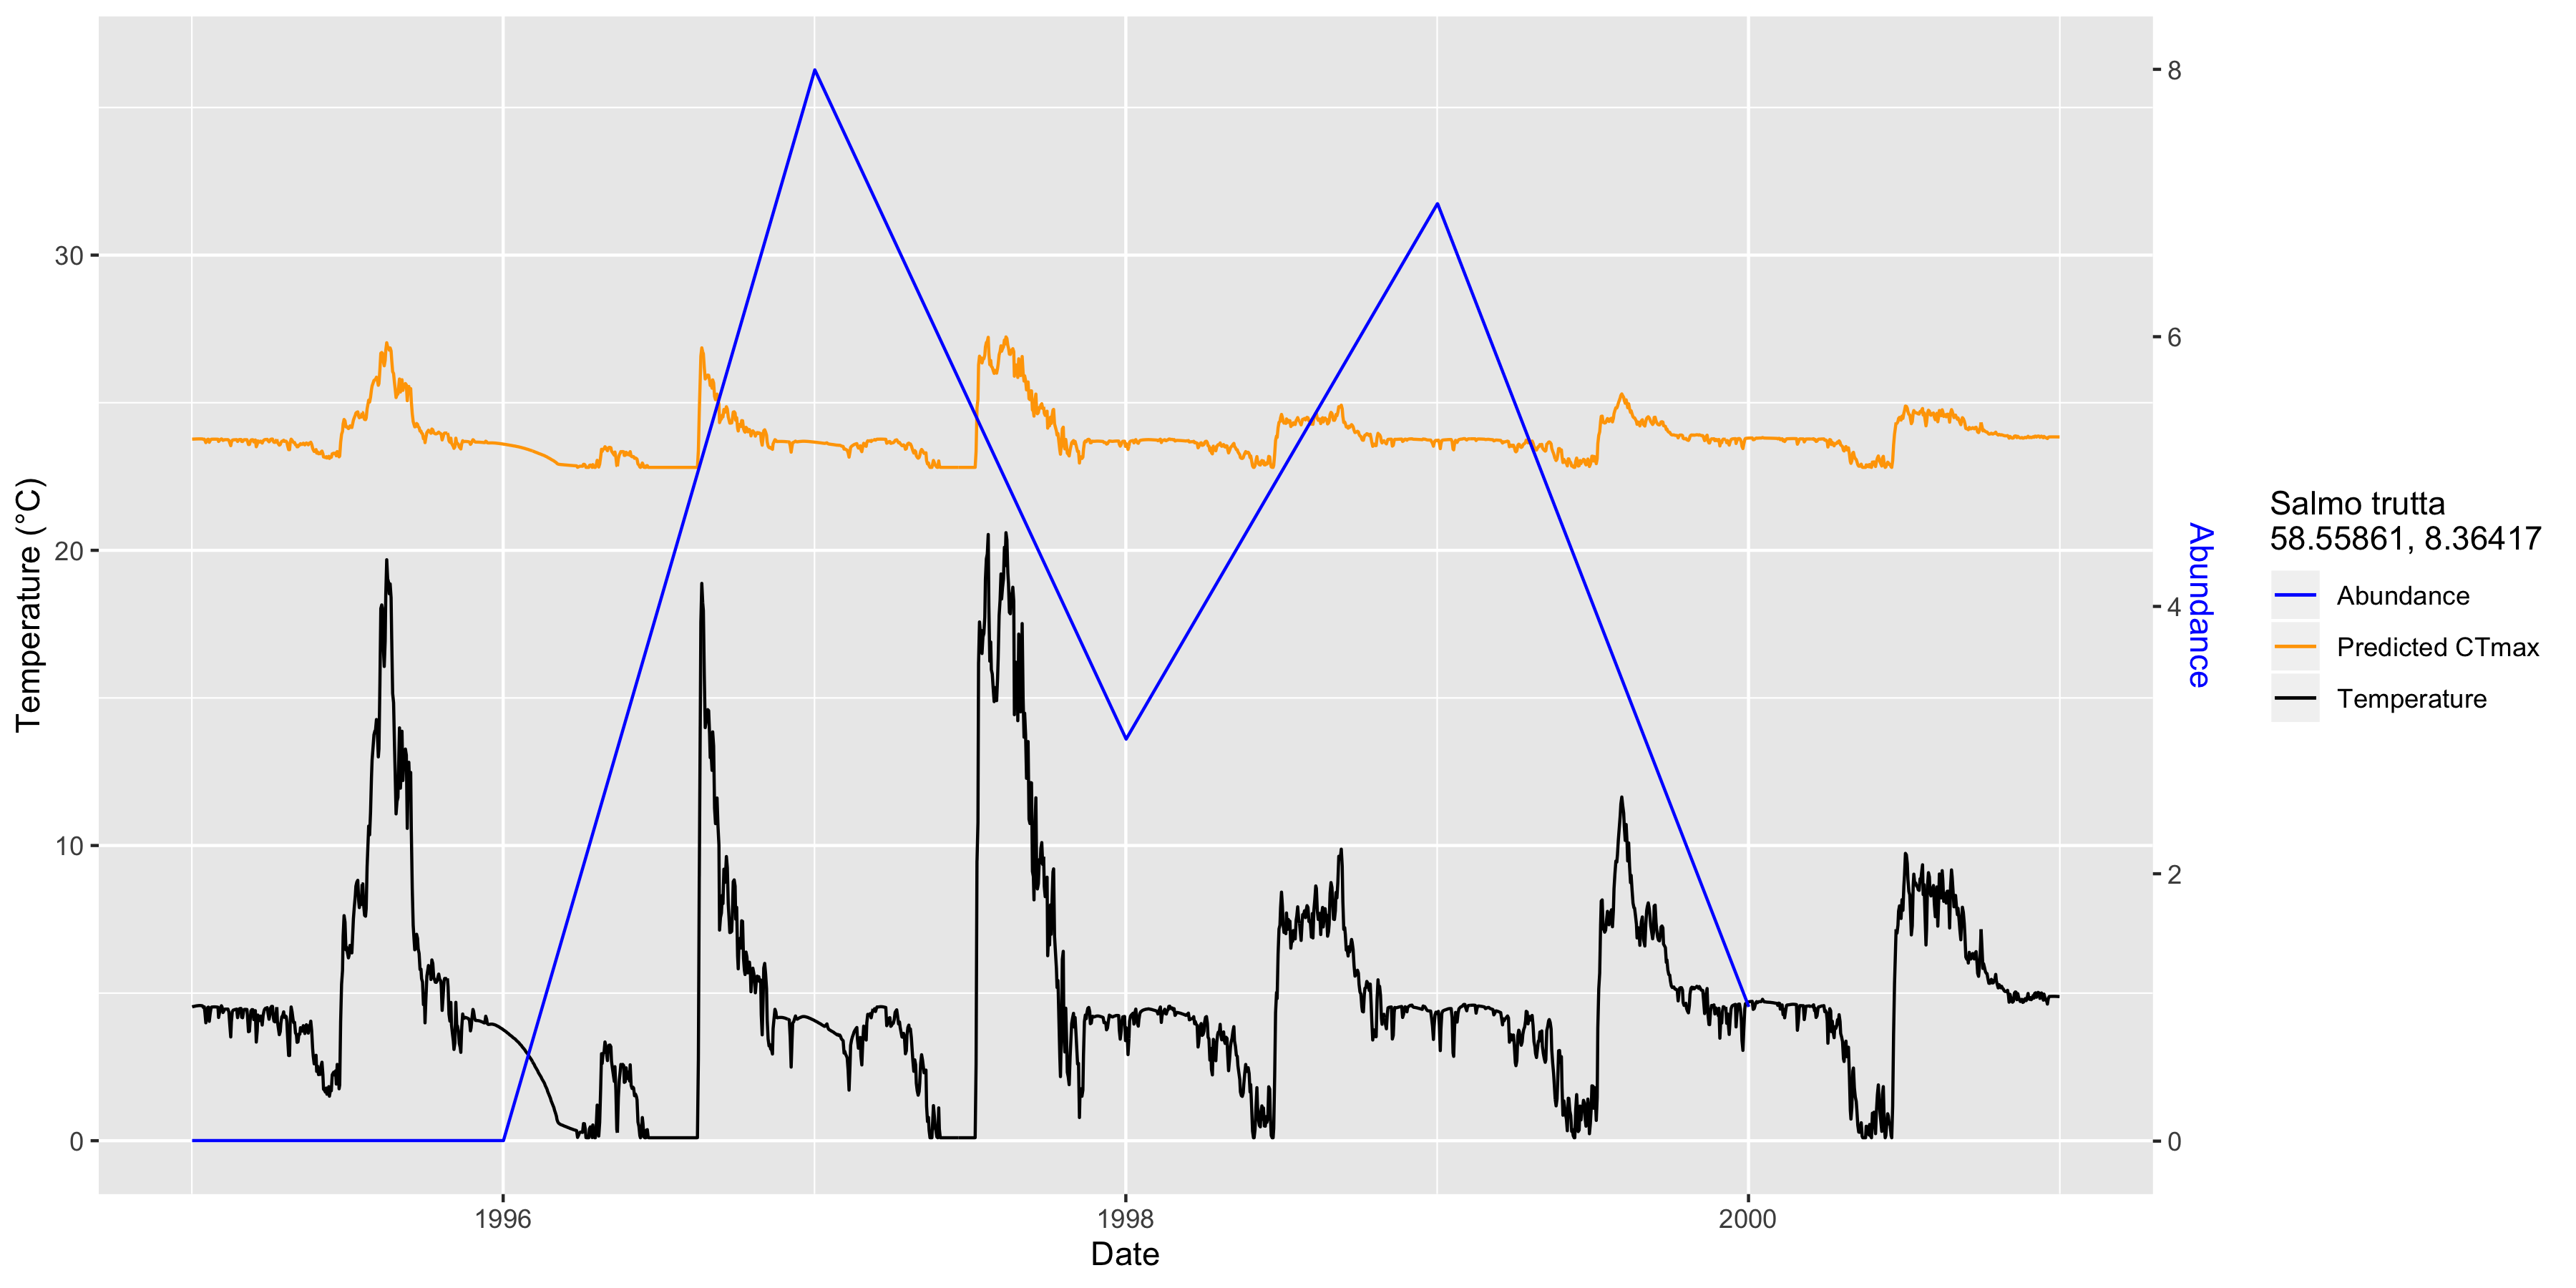 Temperature (°C)
30
20
10
0
8
6
4
2
0
Abundance
1996
1998
2000
Date
Salmo trutta
58.55861, 8.36417
Abundance
Predicted CTmax
Temperature